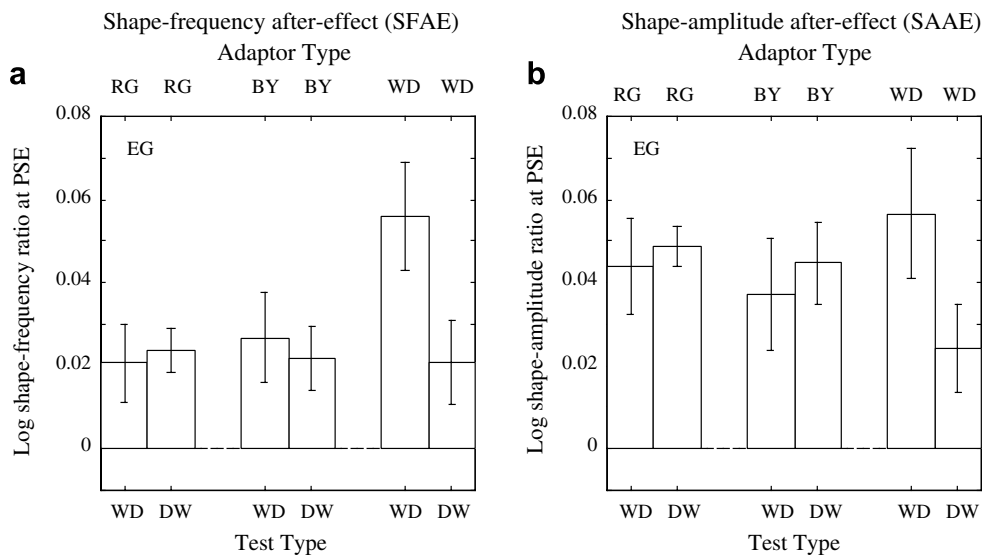 Shape-frequency after-effect (SFAE)
Adaptor Type
a
RG RG BY BY WD WD
0.08
0.06
0.04
0.02
0
EG
Log shape-frequency ratio at PSE
WD DW WD DW WD DW
Test Type
Shape-amplitude after-effect (SAAE)
Adaptor Type
b
RG RG BY BY WD WD
0.08
0.06
0.04
0.02
0
EG
Log shape-amplitude ratio at PSE
WD DW WD DW WD DW
Test Type